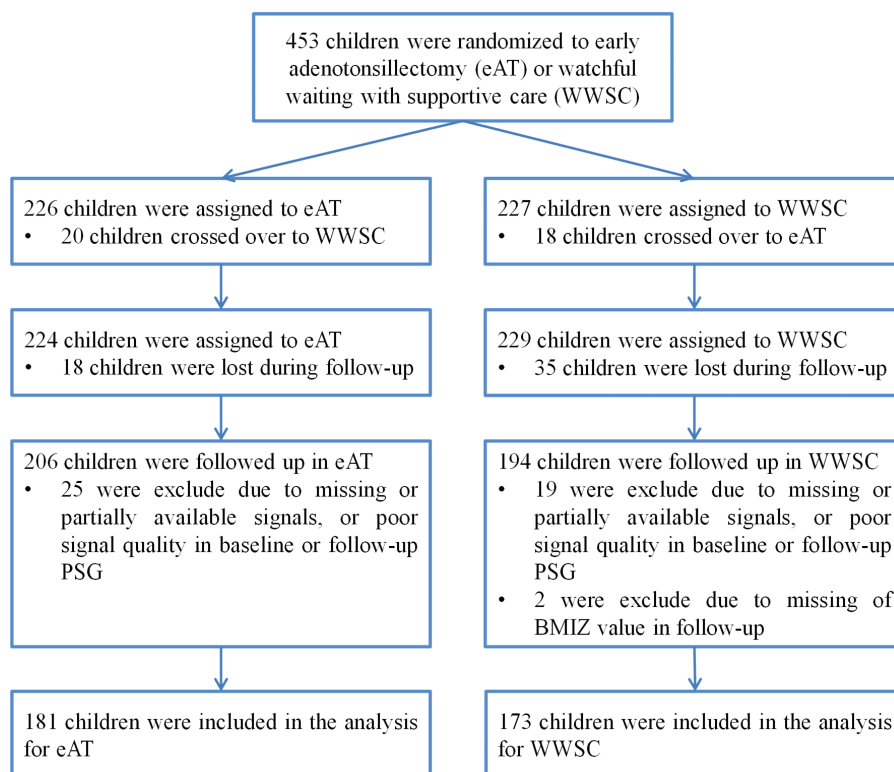 453 children were randomized to early
adenotonsillectomy (eAT) or watchful
waiting with supportive care (WWSC)
226 children were assigned to eAT
• 20 children crossed over to WWSC
227 children were assigned to WWSC
• 18 children crossed over to eAT
224 children were assigned to eAT
• 18 children were lost during follow-up
229 children were assigned to WWSC
• 35 children were lost during follow-up
206 children were followed up in eAT
• 25 were exclude due to missing or
partially available signals, or poor
signal quality in baseline or follow-up
PSG
194 children were followed up in WWSC
• 19 were exclude due to missing or
partially available signals, or poor
signal quality in baseline or follow-up
PSG
• 2 were exclude due to missing of
BMIZ value in follow-up
181 children were included in the analysis
for eAT
173 children were included in the analysis
for WWSC